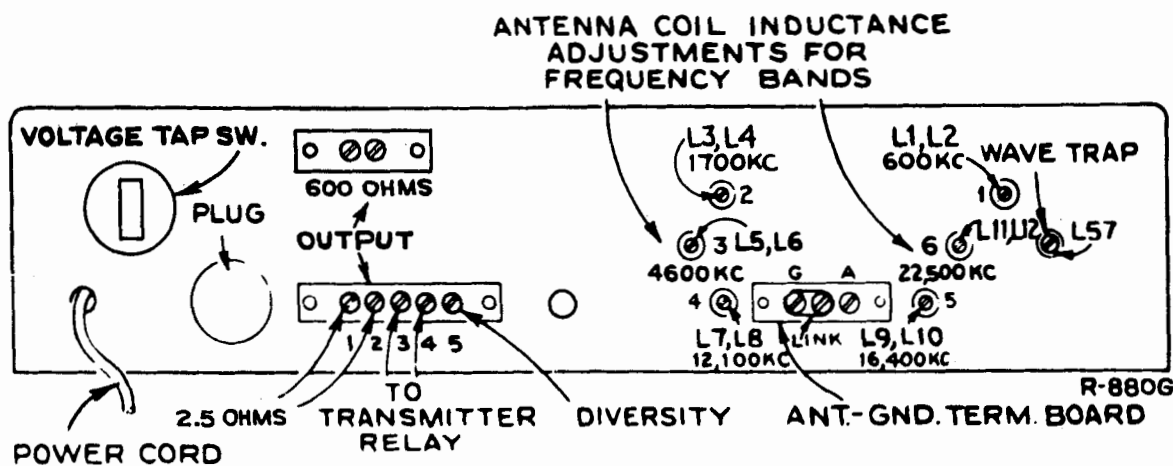 ANTENNA COIL INDUCTANCE
ADJUSTMENTS FOR
FREQUENCY BANDS
VOLTAGE TAP SW.
600 OHMS
PLUG
OUTPUT
1 2 3 4 5
L3, L4
1700KC
2
L1, L2
600KC
1
WAVE TRAP
3 L5, L6
4600KC
6 L11, L12
22,500KC
L57
G A
LINK
4
L7, L8
12,100KC
5
L9, L10
16,400KC
R-880G
POWER CORD
2.5 OHMS
TO
TRANSMITTER
RELAY
DIVERSITY
ANT.-GND. TERM. BOARD